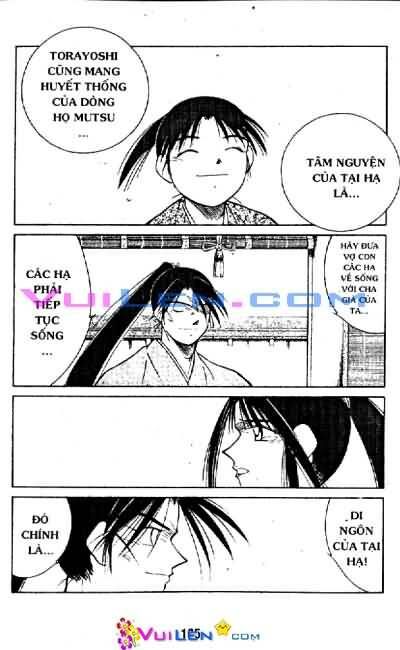 TORAYOSHI
CŨNG MANG
HUYẾT THỐNG
CỦA DÒNG
HỌ MUTSU
...
TÂM NGUYỆN
CỦA TẠI HẠ
LÀ...
HÃY ĐƯA
VỢ CON
CÁC HẠ
VỀ SỐNG
VỚI CHA
GIÀ CỦA
TA...
CÁC HẠ
PHẢI
TIẾP
TỤC
SỐNG
...
VUILEN.COM
DI
NGÔN
CỦA TẠI
HẠ!
ĐÓ
CHÍNH
LÀ...
VUILEN